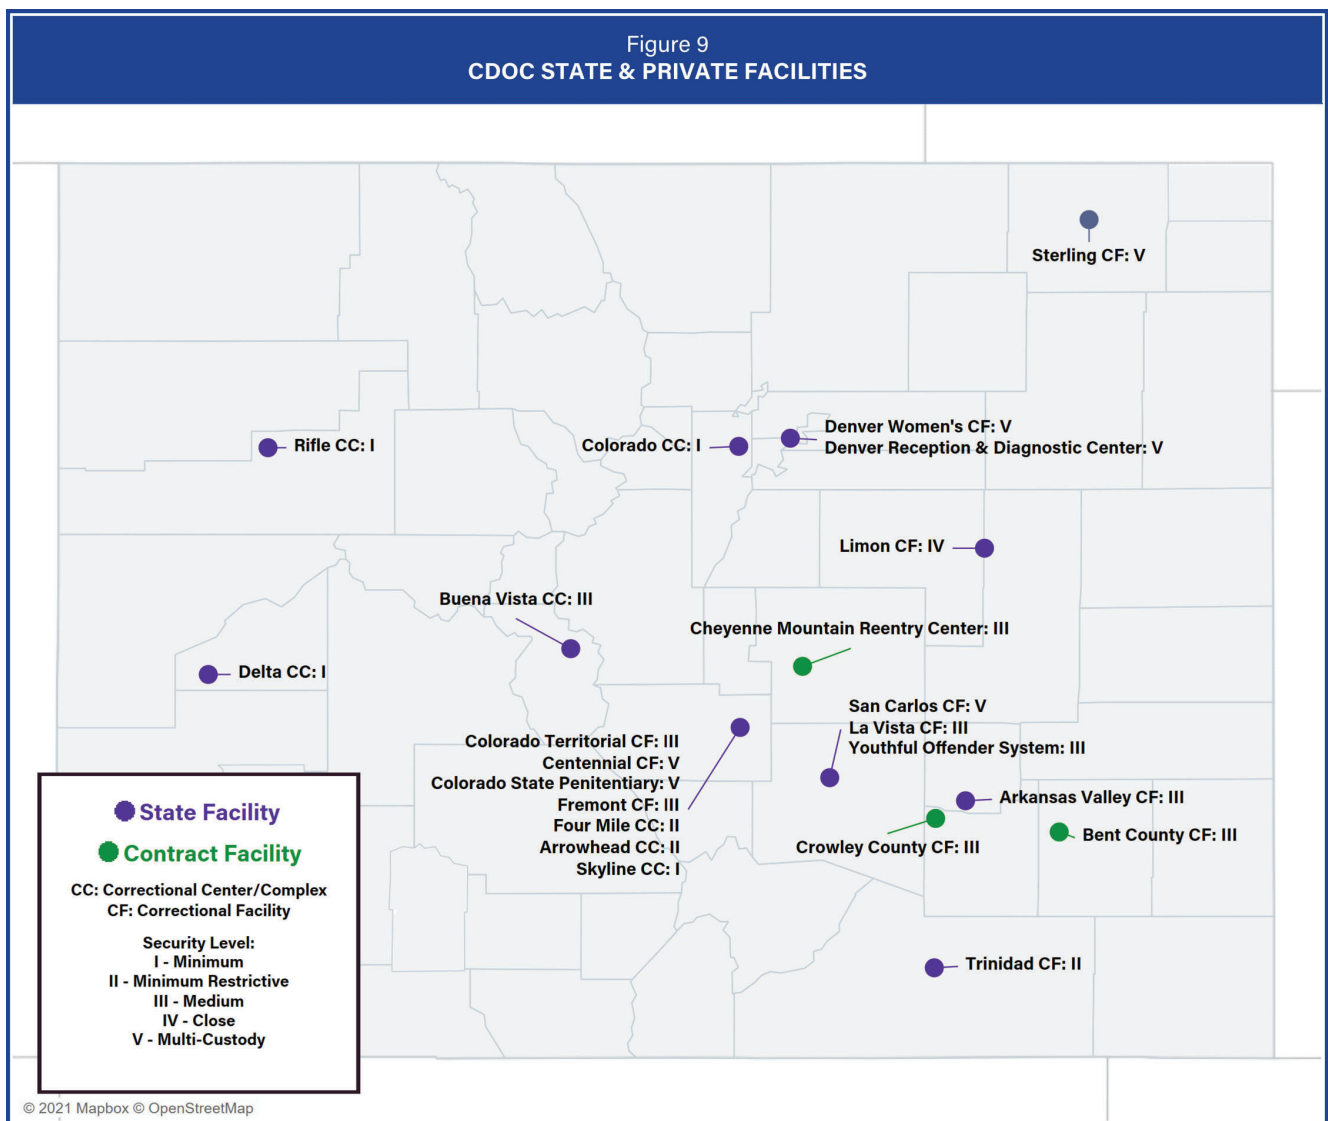 Figure 9
CDOC STATE & PRIVATE FACILITIES
Sterling CF: V
Rifle CC: I
Colorado CC: I
Denver Women's CF: V
Denver Reception & Diagnostic Center: V
Limon CF: IV
Buena Vista CC: III
Cheyenne Mountain Reentry Center: III
Delta CC: I
San Carlos CF: V
La Vista CF: III
Youthful Offender System: III
Colorado Territorial CF: III
Centennial CF: V
Colorado State Penitentiary: V
Fremont CF: III
Four Mile CC: II
Arrowhead CC: II
Skyline CC: I
Arkansas Valley CF: III
Crowley County CF: III
Bent County CF: III
Trinidad CF: II
State Facility
Contract Facility
CC: Correctional Center/Complex
CF: Correctional Facility
Security Level:
I - Minimum
II - Minimum Restrictive
III - Medium
IV - Close
V - Multi-Custody
© 2021 Mapbox © OpenStreetMap